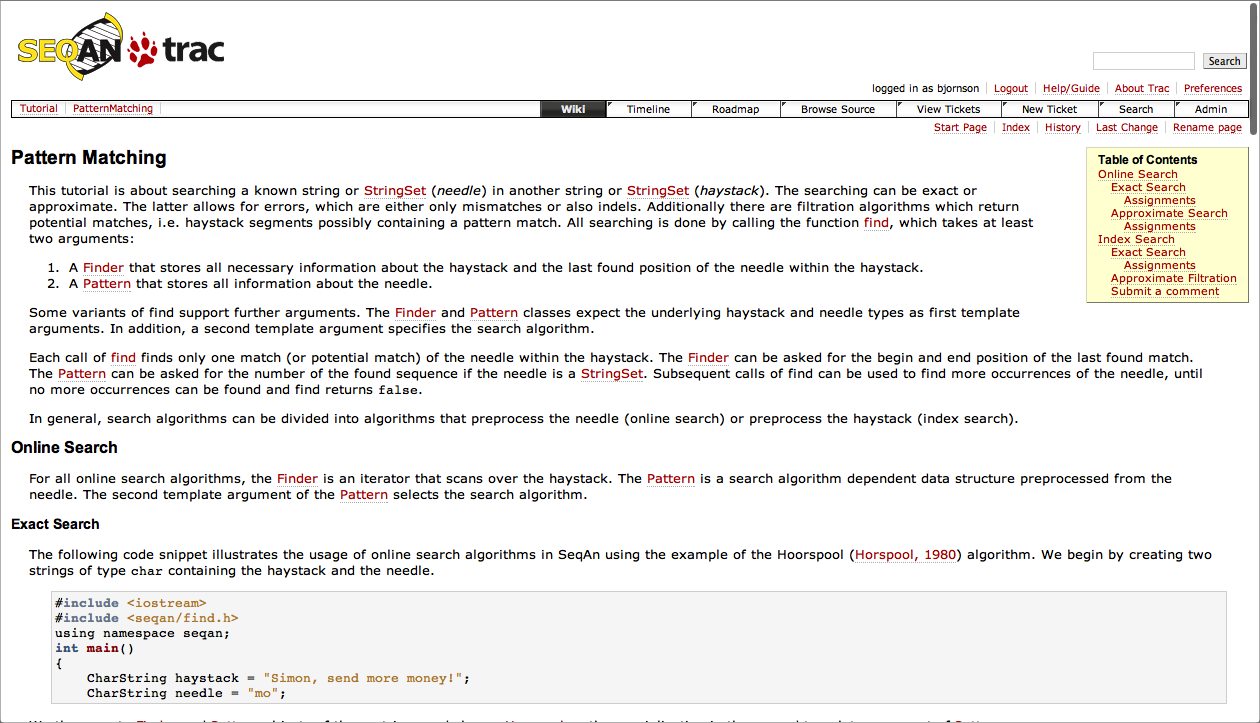 SEQAN trac
Search
logged in as bjornson Logout Help/Guide About Trac Preferences
Tutorial PatternMatching Wiki Timeline Roadmap Browse Source View Tickets New Ticket Search Admin
Start Page Index History Last Change Rename page
Pattern Matching
This tutorial is about searching a known string or StringSet (needle) in another string or StringSet (haystack). The searching can be exact or
approximate. The latter allows for errors, which are either only mismatches or also indels. Additionally there are filtration algorithms which return
potential matches, i.e. haystack segments possibly containing a pattern match. All searching is done by calling the function find, which takes at least
two arguments:
1. A Finder that stores all necessary information about the haystack and the last found position of the needle within the haystack.
2. A Pattern that stores all information about the needle.
Some variants of find support further arguments. The Finder and Pattern classes expect the underlying haystack and needle types as first template
arguments. In addition, a second template argument specifies the search algorithm.
Table of Contents
Online Search
Exact Search
Assignments
Approximate Search
Assignments
Index Search
Exact Search
Assignments
Approximate Filtration
Submit a comment
Each call of find finds only one match (or potential match) of the needle within the haystack. The Finder can be asked for the begin and end position of the last found match.
The Pattern can be asked for the number of the found sequence if the needle is a StringSet. Subsequent calls of find can be used to find more occurrences of the needle, until
no more occurrences can be found and find returns false.
In general, search algorithms can be divided into algorithms that preprocess the needle (online search) or preprocess the haystack (index search).
Online Search
For all online search algorithms, the Finder is an iterator that scans over the haystack. The Pattern is a search algorithm dependent data structure preprocessed from the
needle. The second template argument of the Pattern selects the search algorithm.
Exact Search
The following code snippet illustrates the usage of online search algorithms in SeqAn using the example of the Hoorspool (Horspool, 1980) algorithm. We begin by creating two
strings of type char containing the haystack and the needle.
#include <iostream>
#include <seqan/find.h>
using namespace seqan;
int main()
{
CharString haystack = "Simon, send more money!";
CharString needle = "mo";